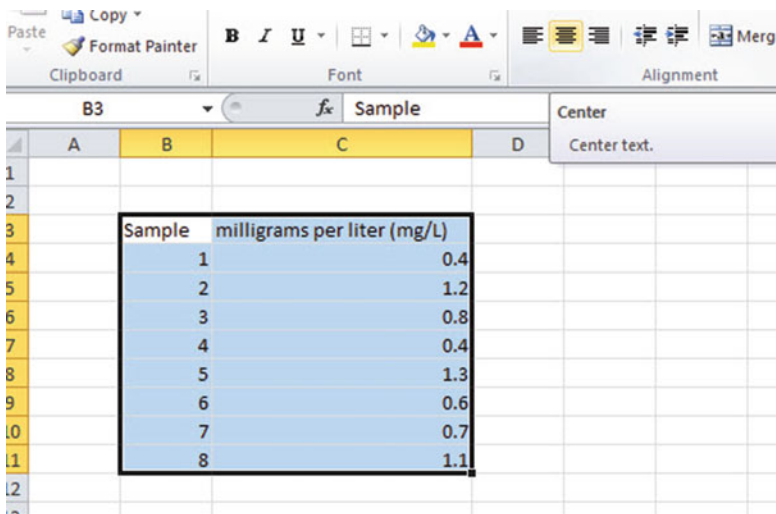 Copy
Paste
Format Painter
B I U A
Merg
Clipboard Font Alignment
B3 fx Sample
Center
Center text.
A B C D
1
2
3 Sample milligrams per liter (mg/L)
4 1 0.4
5 2 1.2
6 3 0.8
7 4 0.4
8 5 1.3
9 6 0.6
10 7 0.7
11 8 1.1
12